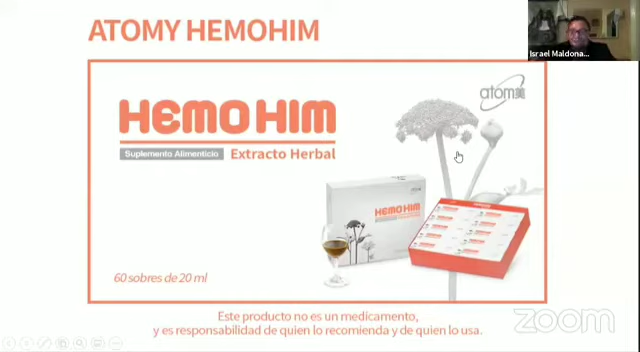 ATOMY HEMOHIM
Israel Maldona...
atomy
HEMOHIM
Suplemento Alimenticio Extracto Herbal
HEMOHIM
60 sobres de 20 ml
Este producto no es un medicamento,
y es responsabilidad de quien lo recomienda y de quien lo usa.
zoom